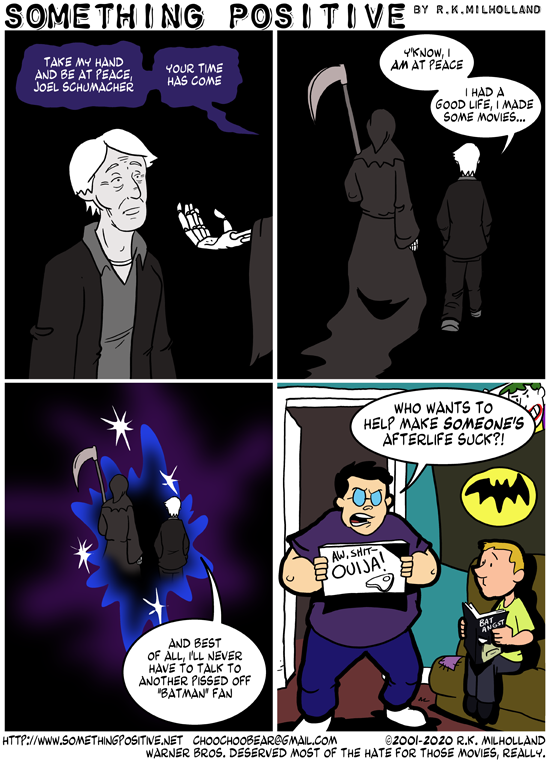 SOMETHING POSITIVE BY R.K.MILHOLLAND
TAKE MY HAND
AND BE AT PEACE,
JOEL SCHUMACHER
YOUR TIME
HAS COME
Y'KNOW, I
AM AT PEACE
I HAD A
GOOD LIFE, I MADE
SOME MOVIES...
AND BEST
OF ALL, I'LL NEVER
HAVE TO TALK TO
ANOTHER PISSED OFF
"BATMAN" FAN
WHO WANTS TO
HELP MAKE SOMEONE'S
AFTERLIFE SUCK?!
AW, SHIT-
OUIJA!
BAT
ANGST
HTTP://WWW.SOMETHINGPOSITIVE.NET CHOOCHOOBEAR@GMAIL.COM ©2001-2020 R.K. MILHOLLAND
WARNER BROS. DESERVED MOST OF THE HATE FOR THOSE MOVIES, REALLY.